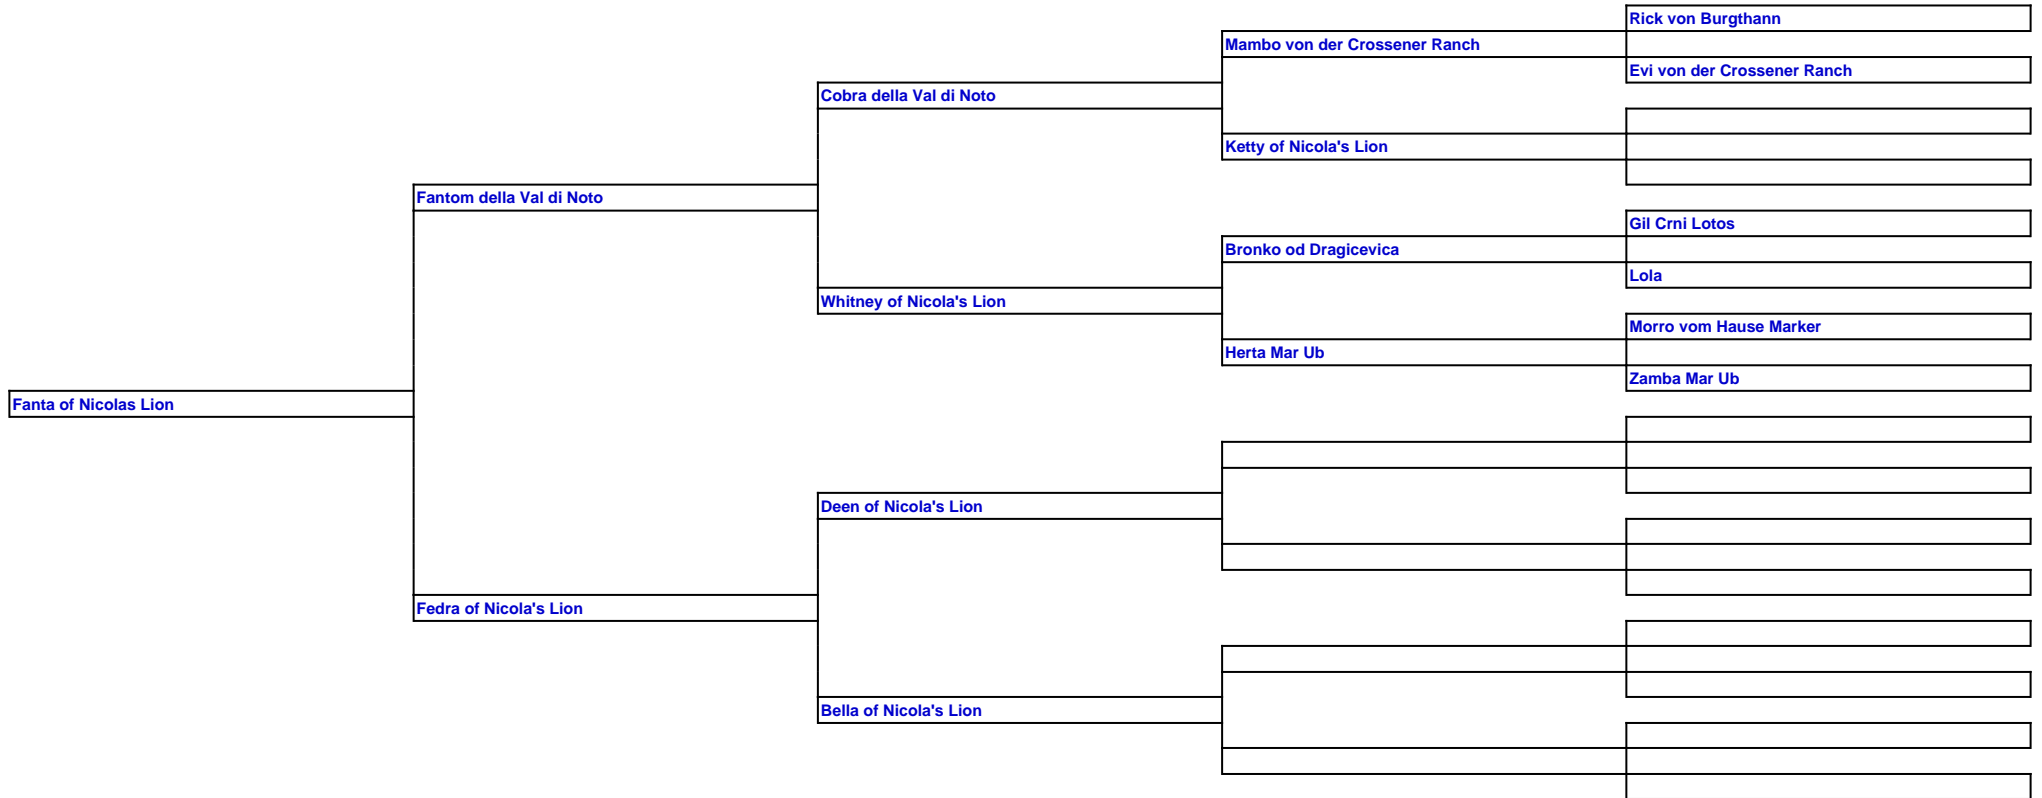 Rick von Burgthann
Mambo von der Crossener Ranch
Evi von der Crossener Ranch
Cobra della Val di Noto
Ketty of Nicola's Lion
Fantom della Val di Noto
Gil Crni Lotos
Bronko od Dragicevica
Lola
Whitney of Nicola's Lion
Morro vom Hause Marker
Herta Mar Ub
Zamba Mar Ub
Fanta of Nicolas Lion
Deen of Nicola's Lion
Fedra of Nicola's Lion
Bella of Nicola's Lion